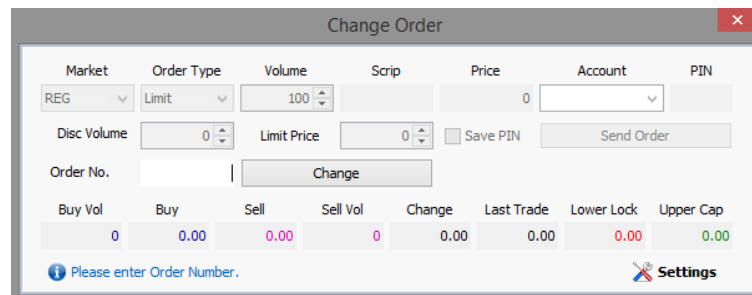 Change Order
Market Order Type Volume Scrip Price Account PIN
REG Limit 100 0
Disc Volume 0 Limit Price 0 Save PIN Send Order
Order No. Change
Buy Vol Buy Sell Sell Vol Change Last Trade Lower Lock Upper Cap
0 0.00 0.00 0 0.00 0.00 0.00 0.00
Please enter Order Number. Settings